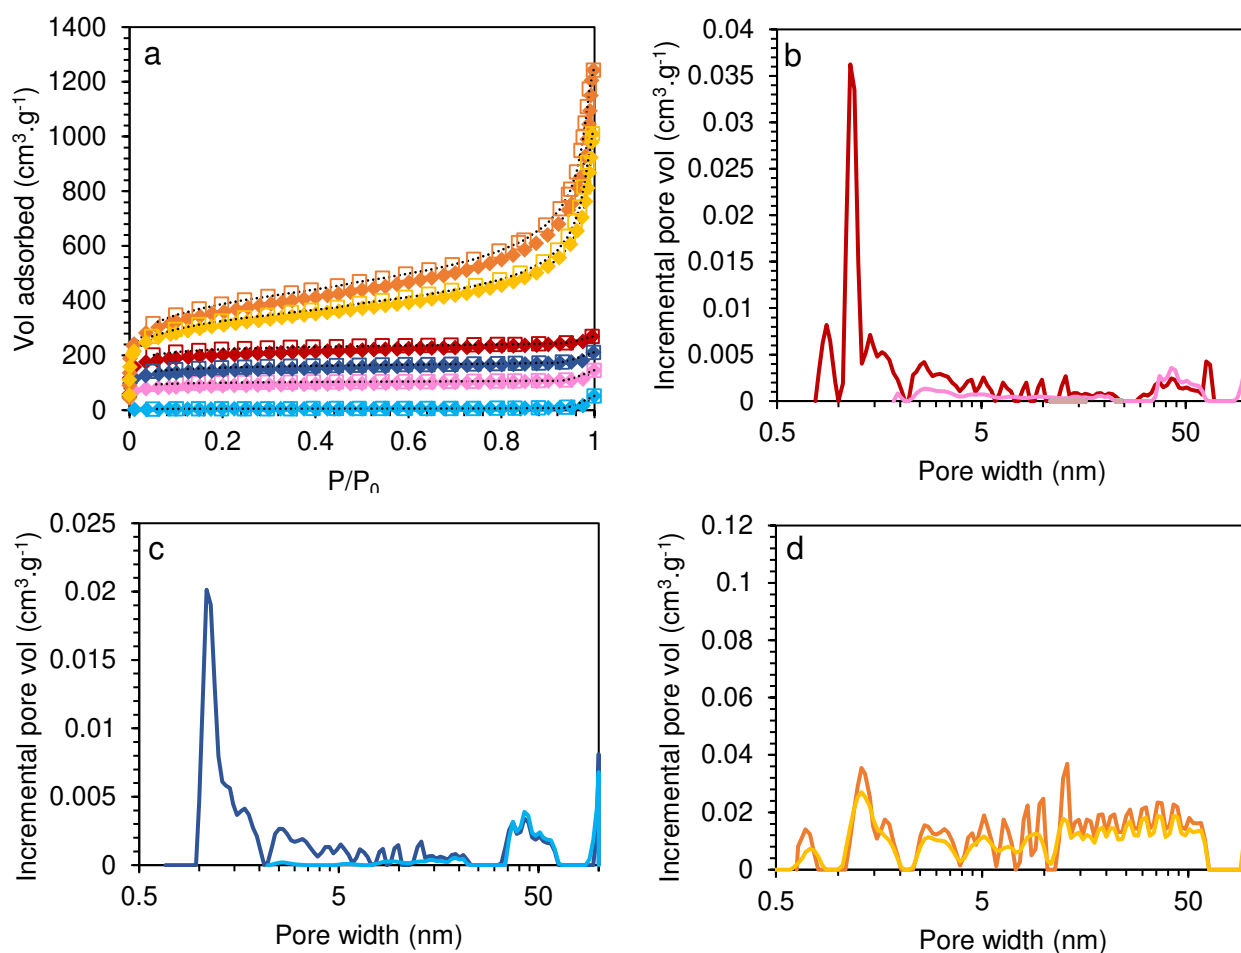 a
Vol adsorbed (cm³.g⁻¹)
1400
1200
1000
800
600
400
200
0
0 0.2 0.4 0.6 0.8 1
P/P₀
b
Incremental pore vol (cm³.g⁻¹)
0.04
0.035
0.03
0.025
0.02
0.015
0.01
0.005
0
0.5 5 50
Pore width (nm)
c
Incremental pore vol (cm³.g⁻¹)
0.025
0.02
0.015
0.01
0.005
0
0.5 5 50
Pore width (nm)
d
Incremental pore vol (cm³.g⁻¹)
0.12
0.1
0.08
0.06
0.04
0.02
0
0.5 5 50
Pore width (nm)